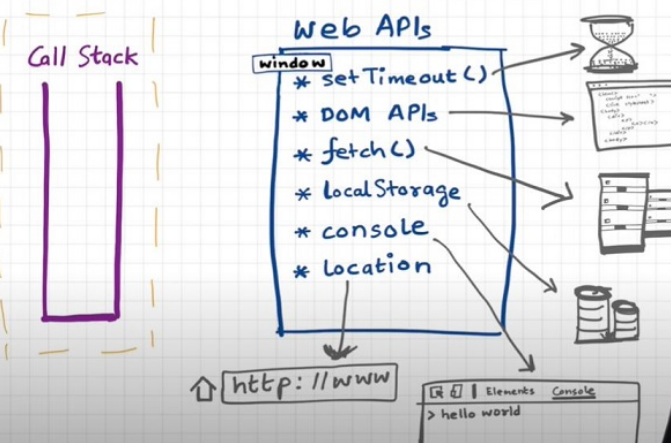 Web APIs
Call Stack
window
* setTimeout()
* DOM APIs
* fetch()
* localStorage
* console
* location
http://www
Elements Console
> hello world